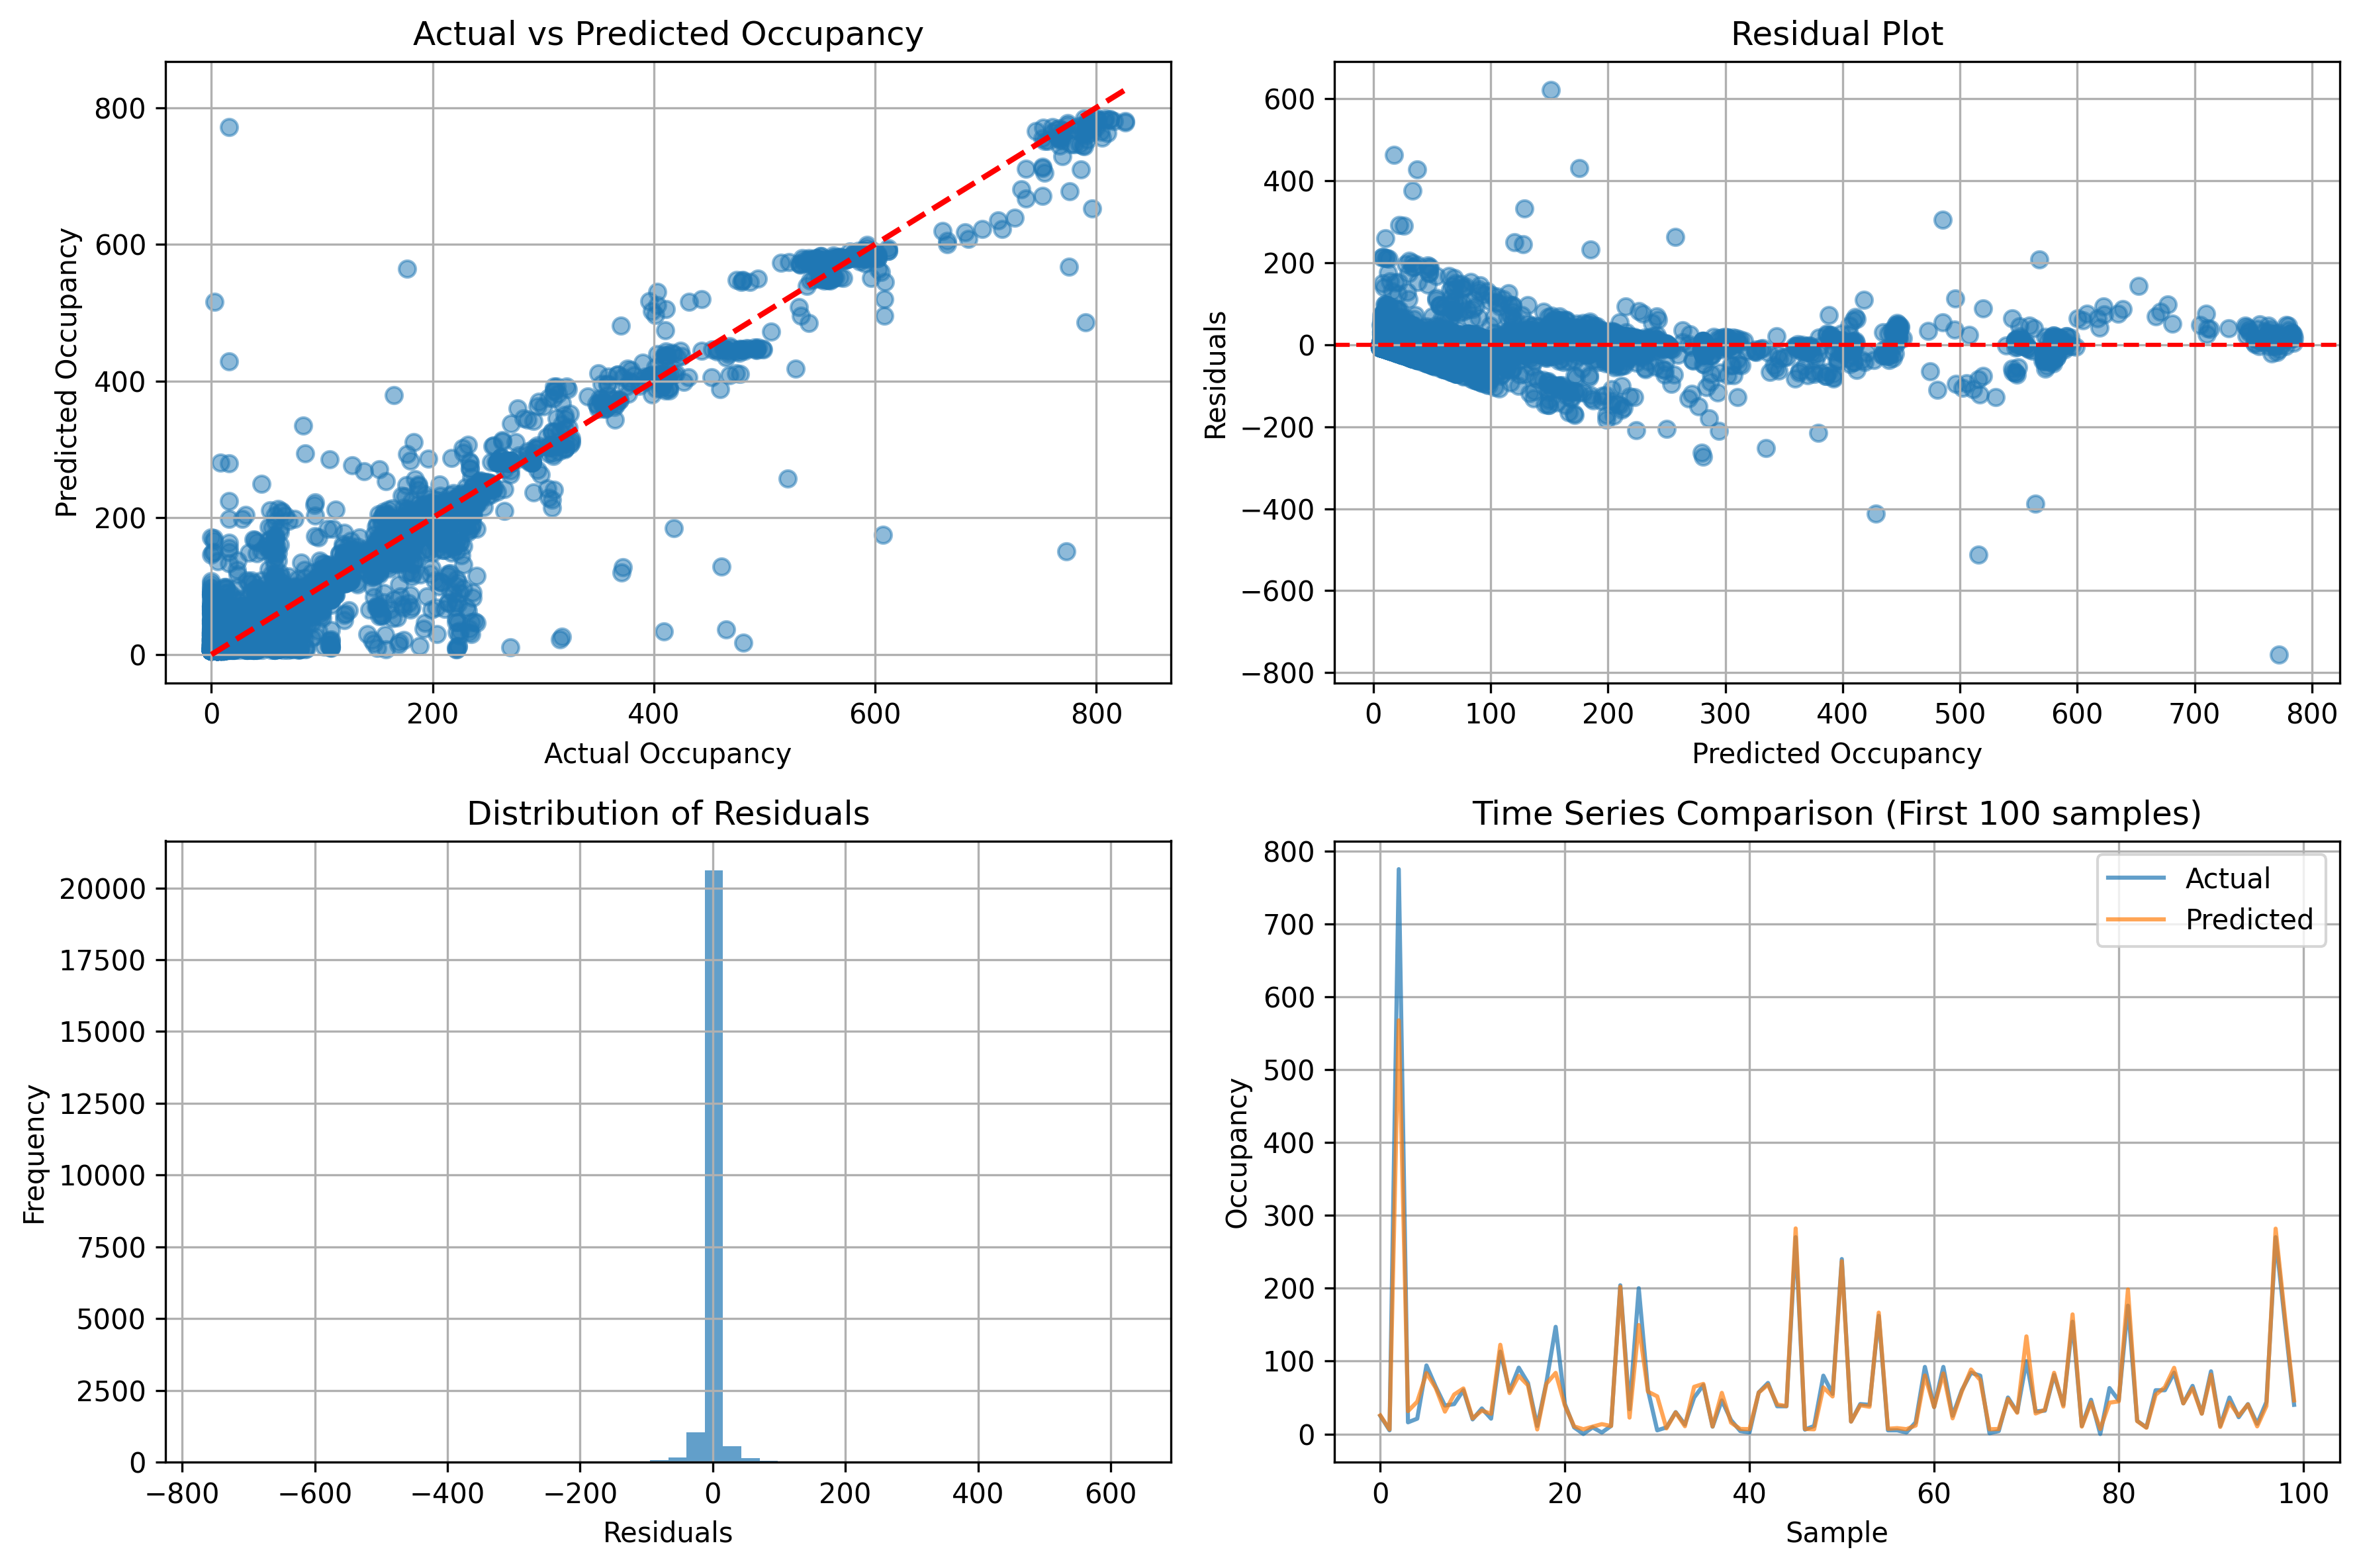 Actual vs Predicted Occupancy
800
600
400
200
0
0 200 400 600 800
Predicted Occupancy
Actual Occupancy
Residual Plot
600
400
200
0
−200
−400
−600
−800
0 100 200 300 400 500 600 700 800
Residuals
Predicted Occupancy
Distribution of Residuals
20000
17500
15000
12500
10000
7500
5000
2500
0
−800 −600 −400 −200 0 200 400 600
Frequency
Residuals
Time Series Comparison (First 100 samples)
Actual
Predicted
800
700
600
500
400
300
200
100
0
0 20 40 60 80 100
Occupancy
Sample